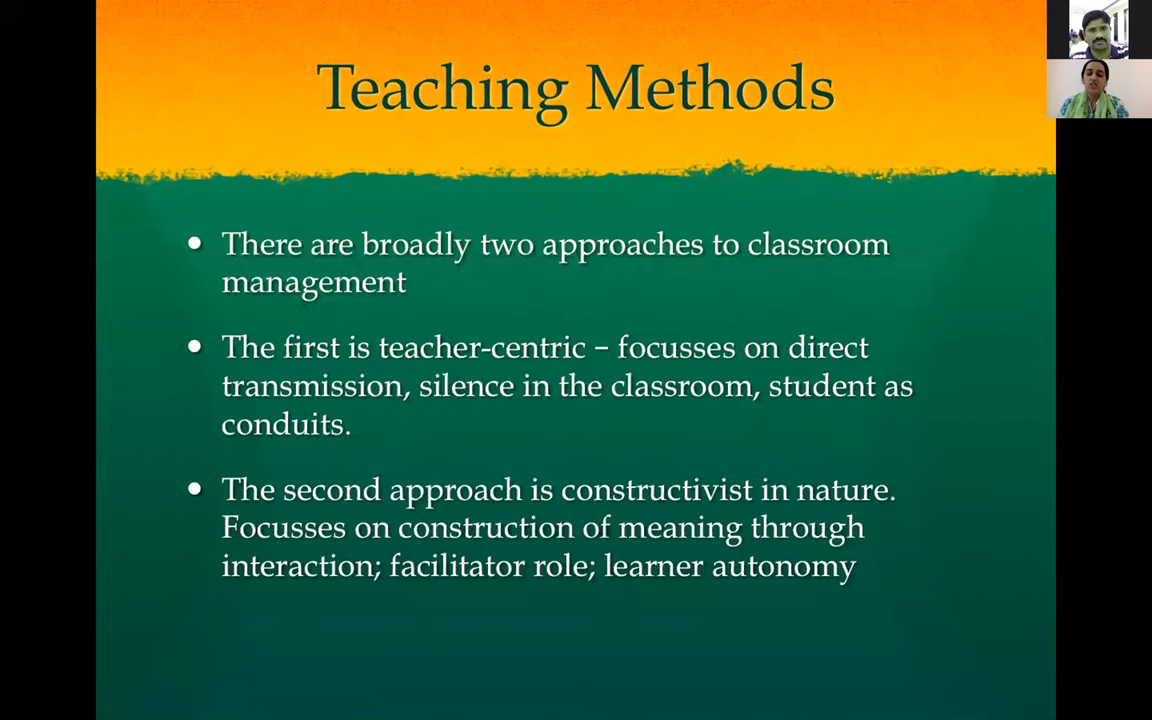 Teaching Methods
• There are broadly two approaches to classroom
management
• The first is teacher-centric – focusses on direct
transmission, silence in the classroom, student as
conduits.
• The second approach is constructivist in nature.
Focusses on construction of meaning through
interaction; facilitator role; learner autonomy